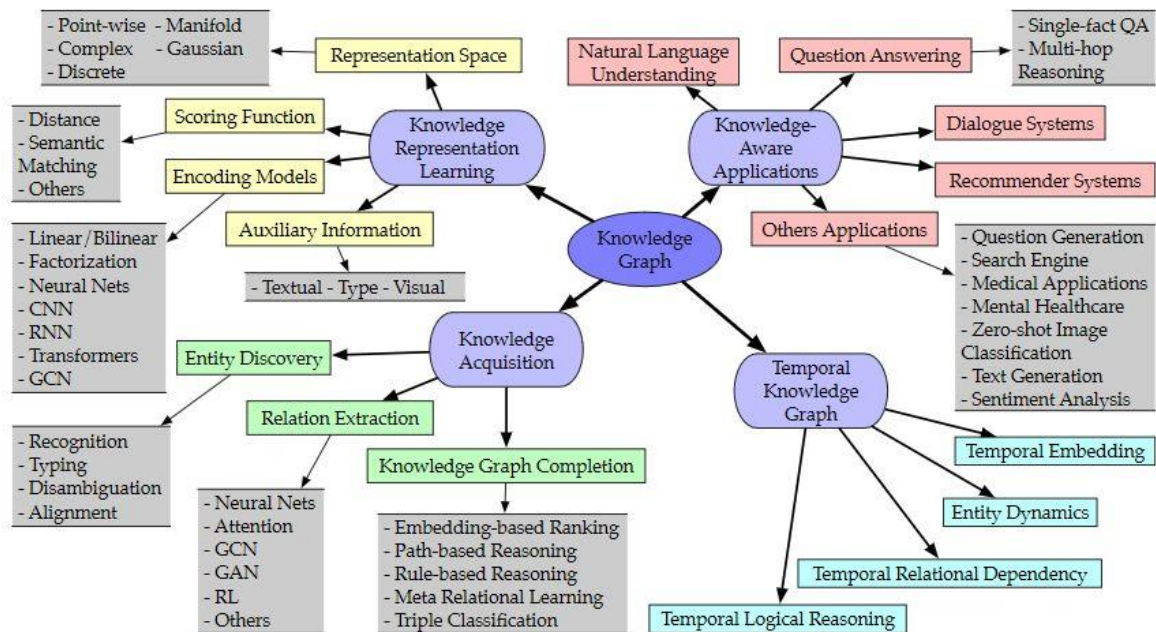 - Point-wise - Manifold
- Complex - Gaussian
- Discrete
Representation Space
Natural Language
Understanding
Question Answering
- Single-fact QA
- Multi-hop
Reasoning
- Distance
- Semantic
Matching
- Others
Scoring Function
Encoding Models
Knowledge
Representation
Learning
Knowledge-
Aware
Applications
Dialogue Systems
Recommender Systems
Auxiliary Information
Knowledge
Graph
Others Applications
- Linear/Bilinear
- Factorization
- Neural Nets
- CNN
- RNN
- Transformers
- GCN
- Textual - Type - Visual
- Question Generation
- Search Engine
- Medical Applications
- Mental Healthcare
- Zero-shot Image
Classification
- Text Generation
- Sentiment Analysis
Entity Discovery
Knowledge
Acquisition
Temporal
Knowledge
Graph
Relation Extraction
Knowledge Graph Completion
- Recognition
- Typing
- Disambiguation
- Alignment
- Neural Nets
- Attention
- GCN
- GAN
- RL
- Others
- Embedding-based Ranking
- Path-based Reasoning
- Rule-based Reasoning
- Meta Relational Learning
- Triple Classification
Temporal Embedding
Entity Dynamics
Temporal Relational Dependency
Temporal Logical Reasoning